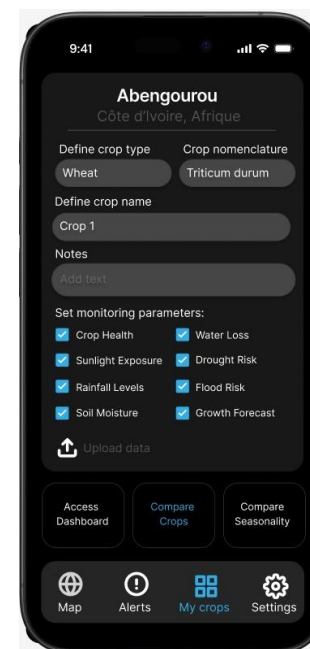 9:41
Abengourou
Côte d'Ivoire, Afrique
Define crop type Crop nomenclature
Wheat Triticum durum
Define crop name
Crop 1
Notes
Add text
Set monitoring parameters:
Crop Health Water Loss
Sunlight Exposure Drought Risk
Rainfall Levels Flood Risk
Soil Moisture Growth Forecast
Upload data
Access Compare Compare
Dashboard Crops Seasonality
Map Alerts My crops Settings